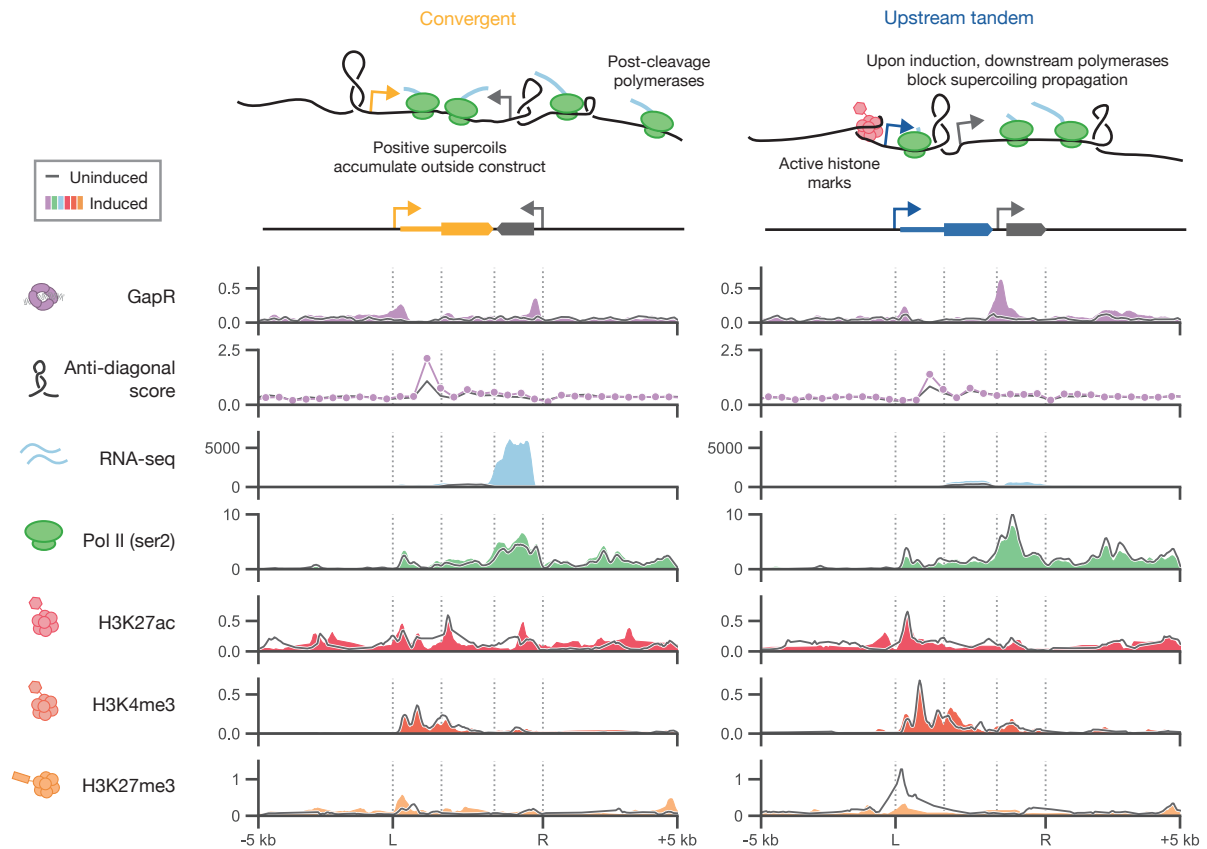 Convergent
Upstream tandem
Post-cleavage
polymerases
Upon induction, downstream polymerases
block supercoiling propagation
Positive supercoils
accumulate outside construct
Active histone
marks
Uninduced
Induced
GapR
0.5
0.0
0.5
0.0
Anti-diagonal
score
2.5
0.0
2.5
0.0
RNA-seq
5000
0
5000
0
Pol II (ser2)
10
0
10
0
H3K27ac
0.5
0.0
0.5
0.0
H3K4me3
0.5
0.0
0.5
0.0
H3K27me3
1
0
1
0
-5 kb
L
R
+5 kb
-5 kb
L
R
+5 kb